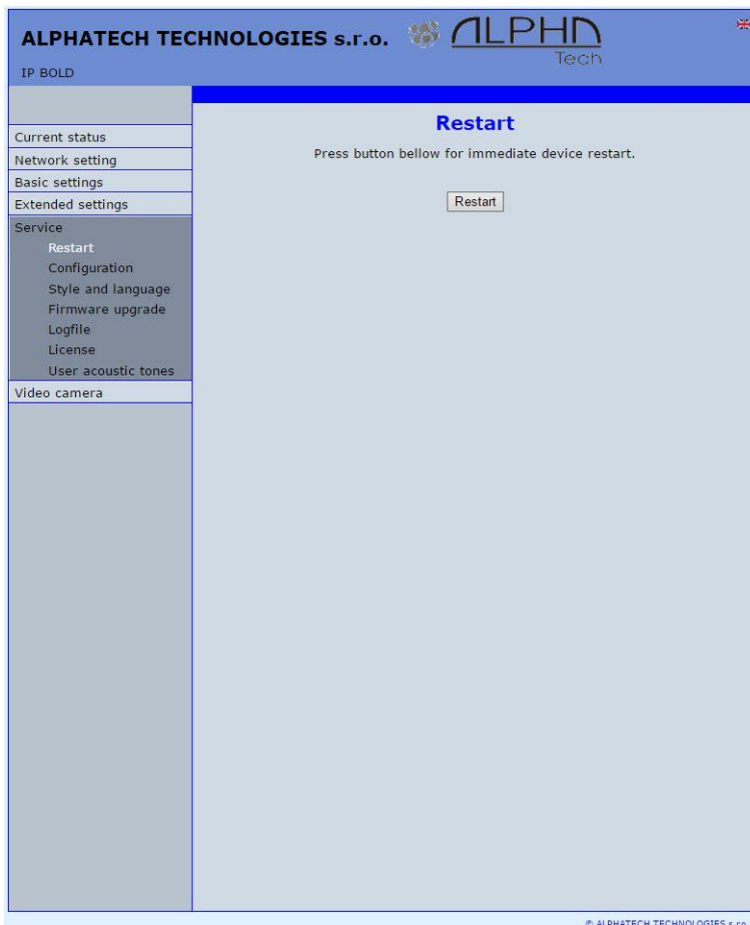 ALPHATECH TECHNOLOGIES s.r.o.
ALPHA
Tech
IP BOLD
Restart
Press button bellow for immediate device restart.
Restart
Current status
Network setting
Basic settings
Extended settings
Service
Restart
Configuration
Style and language
Firmware upgrade
Logfile
License
User acoustic tones
Video camera
© ALPHATECH TECHNOLOGIES s.r.o.